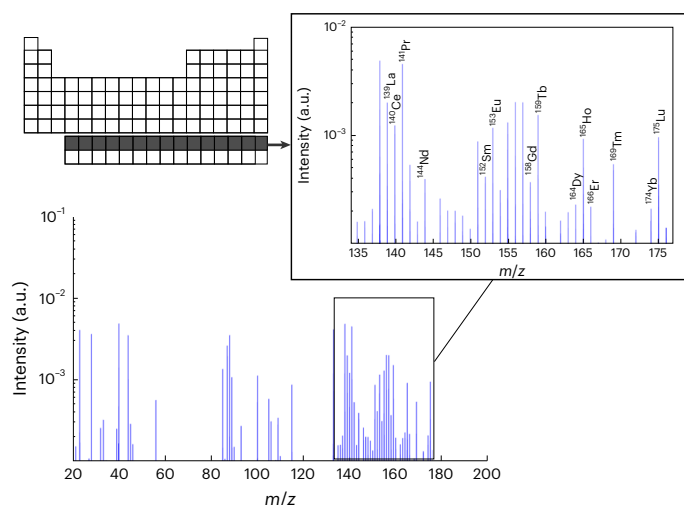 10⁻²
10⁻³
Intensity (a.u.)
¹³⁹La
¹⁴⁰Ce
¹⁴¹Pr
¹⁴⁴Nd
¹⁵²Sm
¹⁵³Eu
¹⁵⁸Gd
¹⁵⁹Tb
¹⁶⁴Dy
¹⁶⁵Ho
¹⁶⁶Er
¹⁶⁹Tm
¹⁷⁴Yb
¹⁷⁵Lu
135 140 145 150 155 160 165 170 175
m/z
10⁻¹
10⁻²
10⁻³
Intensity (a.u.)
20 40 60 80 100 120 140 160 180 200
m/z